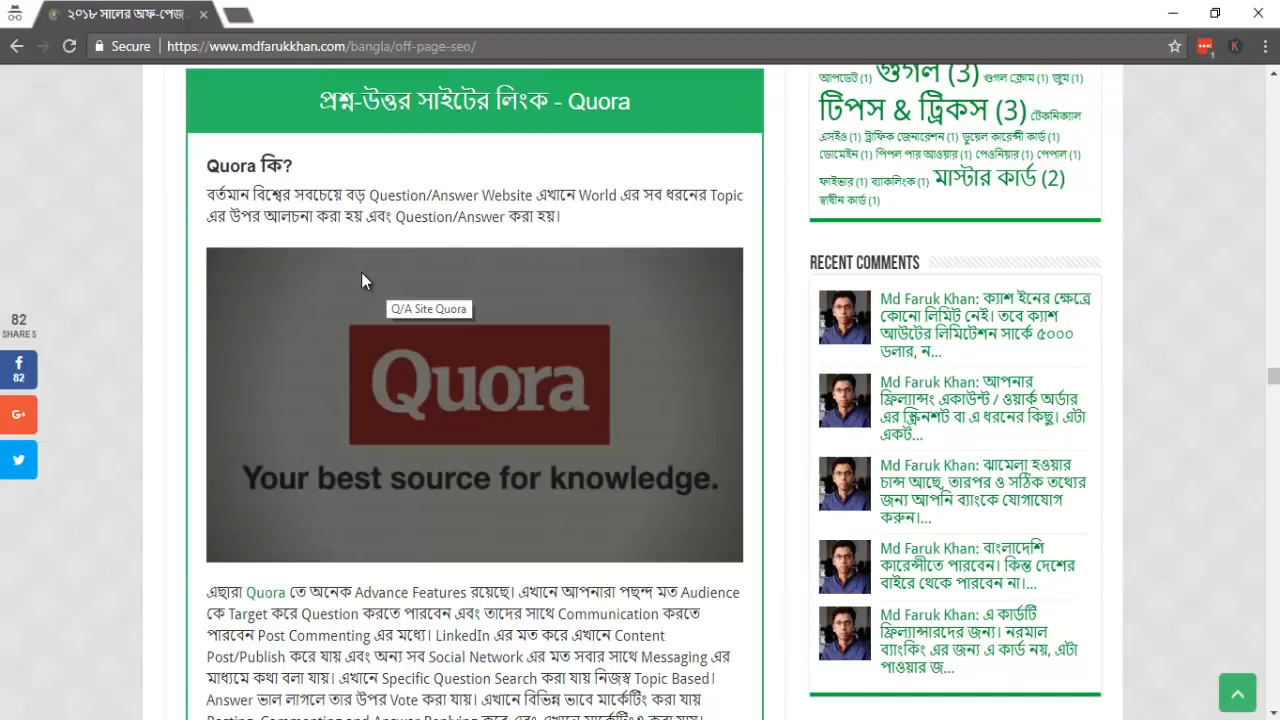 ২০১৮ সালের অফ-পেজ
Secure
https://www.mdfarukkhan.com/bangla/off-page-seo/
প্রশ্ন-উত্তর সাইটের লিংক - Quora
Quora কি?
বর্তমান বিশ্বের সবচেয়ে বড় Question/Answer Website এখানে World এর সব ধরনের Topic
এর উপর আলচনা করা হয় এবং Question/Answer করা হয়।
Q/A Site Quora
Quora
Your best source for knowledge.
এছারা Quora তে অনেক Advance Features রয়েছে। এখানে আপনারা পছন্দ মত Audience
কে Target করে Question করতে পারবেন এবং তাদের সাথে Communication করতে
পারবেন Post Commenting এর মধ্যে। LinkedIn এর মত করে এখানে Content
Post/Publish করে যায় এবং অন্য সব Social Network এর মত সবার সাথে Messaging এর
মাধ্যমে কথা বলা যায়। এখানে Specific Question Search করা যায় নিজস্ব Topic Based।
Answer ভাল লাগলে তার উপর Vote করা যায়। এখানে বিভিন্ন ভাবে মার্কেটিং করা যায়
82
SHARES
82
G+
আপডেট (1) গুগল (3) গুগল ক্রোম (1) জুম (1)
টিপস & ট্রিকস (3) টেকনিক্যাল
এসইও (1) ট্রাফিক জেনারেশন (1) ডুয়েল কারেন্সী কার্ড (1)
ডোমেইন (1) পিপল পার আওয়ার (1) পেওনিয়ার (1) পেপাল (1)
ফাইভার (1) ব্যাকলিংক (1) মাস্টার কার্ড (2)
স্বাধীন কার্ড (1)
RECENT COMMENTS
Md Faruk Khan: ক্যাশ ইনের ক্ষেত্রে
কোনো লিমিট নেই। তবে ক্যাশ
আউটের লিমিটেশন সার্কে ৫০০০
ডলার, ন...
Md Faruk Khan: আপনার
ফ্রিল্যান্সং একাউন্ট / ওয়ার্ক অর্ডার
এর স্ক্রিনশট বা এ ধরনের কিছু। এটা
একট...
Md Faruk Khan: ঝামেলা হওয়ার
চান্স আছে, তারপর ও সঠিক তথ্যের
জন্য আপনি ব্যাংকে যোগাযোগ
করুন।...
Md Faruk Khan: বাংলাদেশি
কারেন্সীতে পারবেন। কিন্ত দেশের
বাইরে থেকে পারবেন না।...
Md Faruk Khan: এ কার্ডটি
ফ্রিল্যান্সারদের জন্য। নরমাল
ব্যাংকিং এর জন্য এ কার্ড নয়, এটা
পাওয়ার জ...